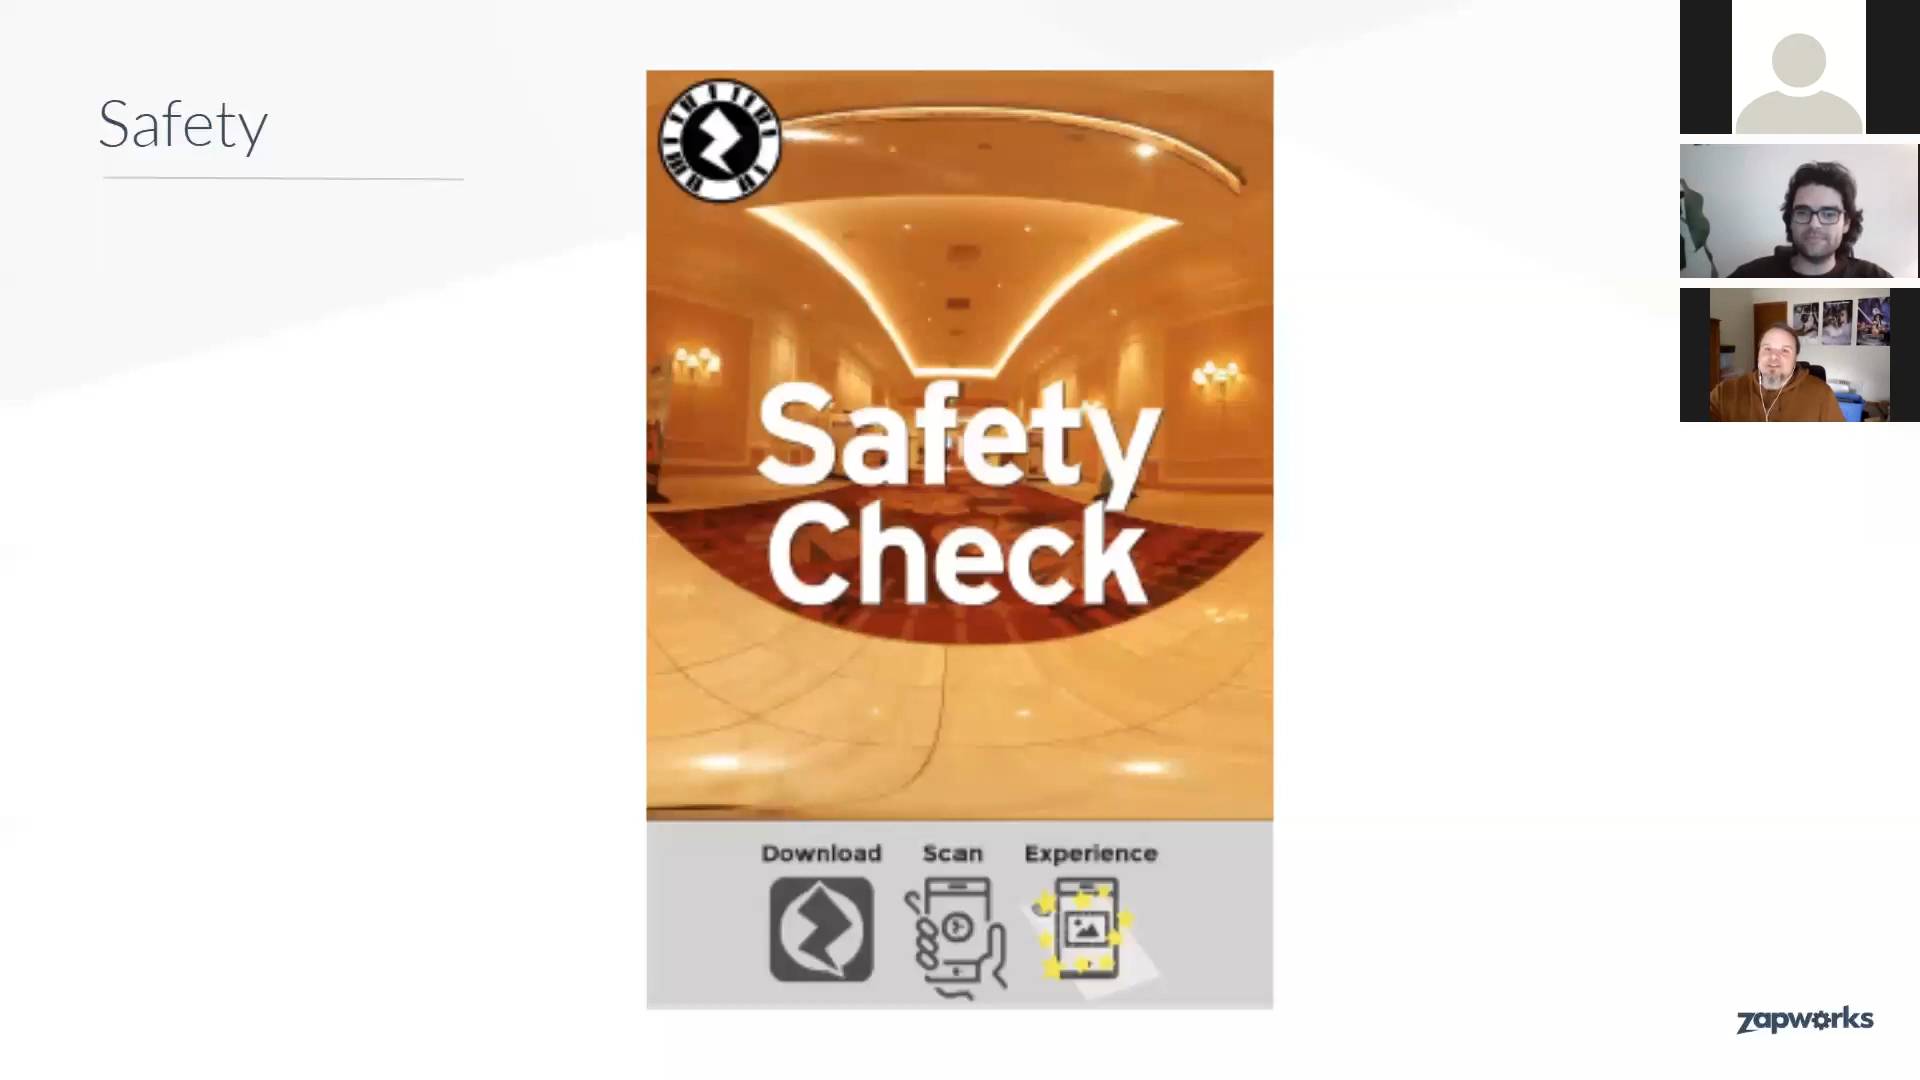 Safety
Safety
Check
Download Scan Experience
zapworks